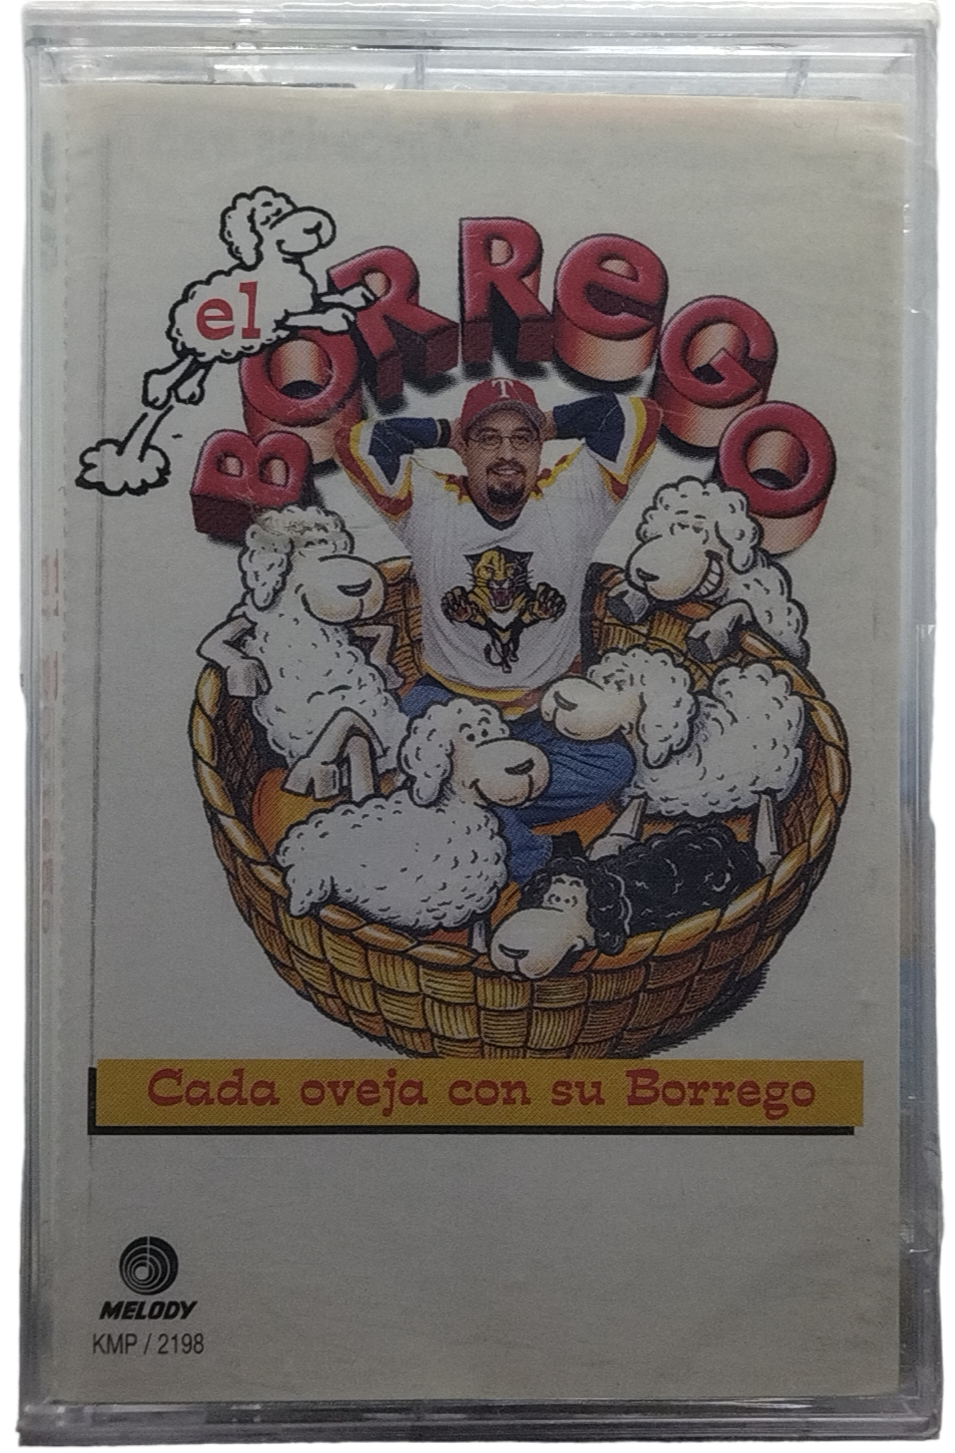 el
BORREGO
T
Cada oveja con su Borrego
MELODY
KMP / 2198